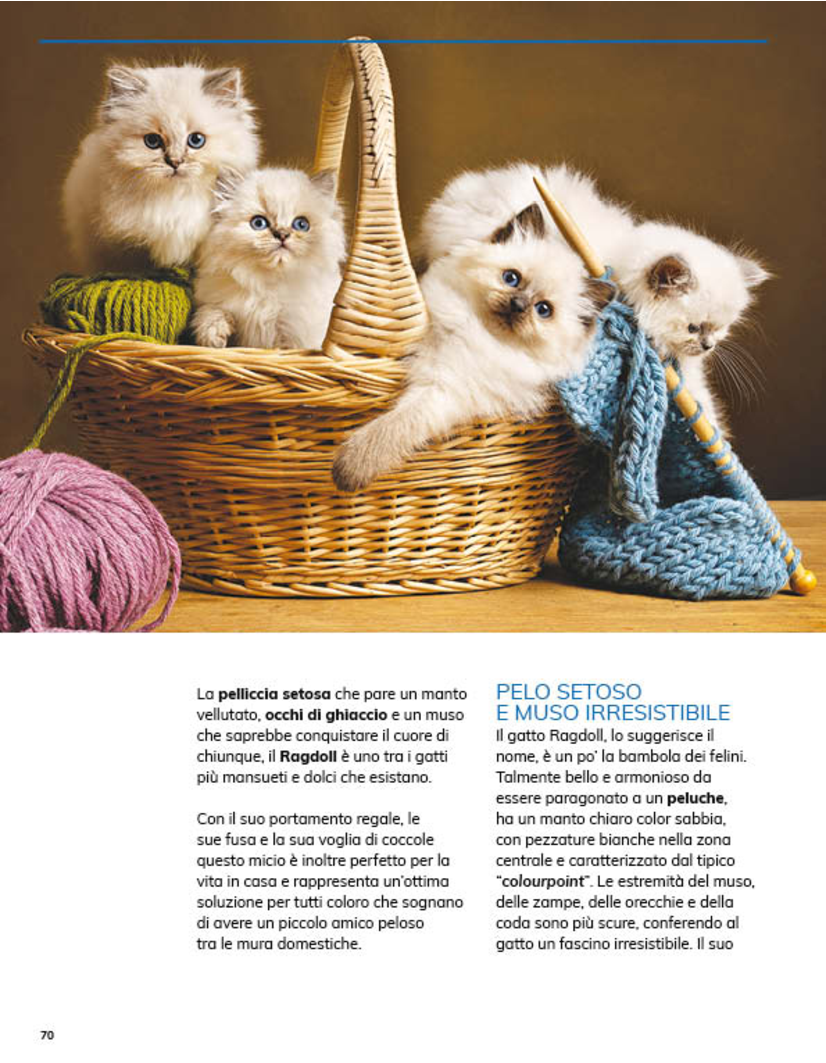 La pelliccia setosa che pare un manto
vellutato, occhi di ghiaccio e un muso
che saprebbe conquistare il cuore di
chiunque, il Ragdoll è uno tra i gatti
più mansueti e dolci che esistano.
Con il suo portamento regale, le
sue fusa e la sua voglia di coccole
questo micio è inoltre perfetto per la
vita in casa e rappresenta un'ottima
soluzione per tutti coloro che sognano
di avere un piccolo amico peloso
tra le mura domestiche.
PELO SETOSO
E MUSO IRRESISTIBILE
Il gatto Ragdoll, lo suggerisce il
nome, è un po' la bambola dei felini.
Talmente bello e armonioso da
essere paragonato a un peluche,
ha un manto chiaro color sabbia,
con pezzature bianche nella zona
centrale e caratterizzato dal tipico
"colourpoint". Le estremità del muso,
delle zampe, delle orecchie e della
coda sono più scure, conferendo al
gatto un fascino irresistibile. Il suo
70